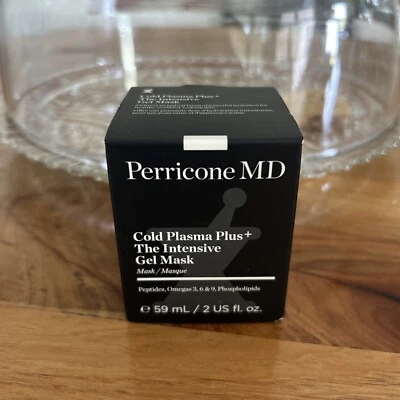 Cold Plasma Plus+
The Intensive
Gel Mask
Perricone MD
Cold Plasma Plus+
The Intensive
Gel Mask
Mask / Masque
Peptides, Omegas 3, 6 & 9, Phospholipids
℮ 59 mL / 2 US fl. oz.